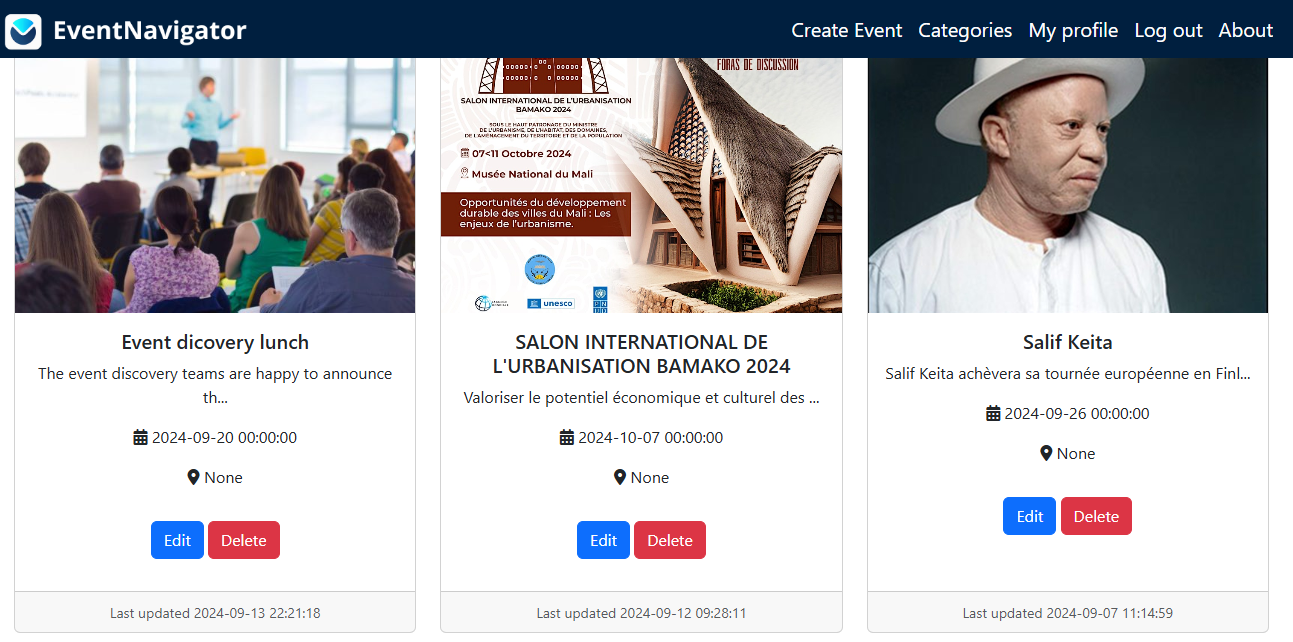 EventNavigator
Create Event Categories My profile Log out About
SALON INTERNATIONAL DE L'URBANISATION
BAMAKO 2024
SOUS LE HAUT PATRONAGE DU MINISTRE
DE L'URBANISME, DE L'HABITAT, DES DOMAINES,
DE L'AMÉNAGEMENT DU TERRITOIRE ET DE LA POPULATION
07<11 Octobre 2024
Musée National du Mali
Opportunités du développement
durable des villes du Mali : Les
enjeux de l'urbanisme.
unesco
PIN
FORAS DE DISCUSSION
Event dicovery lunch
The event discovery teams are happy to announce
th...
2024-09-20 00:00:00
None
Edit Delete
Last updated 2024-09-13 22:21:18
SALON INTERNATIONAL DE
L'URBANISATION BAMAKO 2024
Valoriser le potentiel économique et culturel des ...
2024-10-07 00:00:00
None
Edit Delete
Last updated 2024-09-12 09:28:11
Salif Keita
Salif Keita achèvera sa tournée européenne en Finl...
2024-09-26 00:00:00
None
Edit Delete
Last updated 2024-09-07 11:14:59